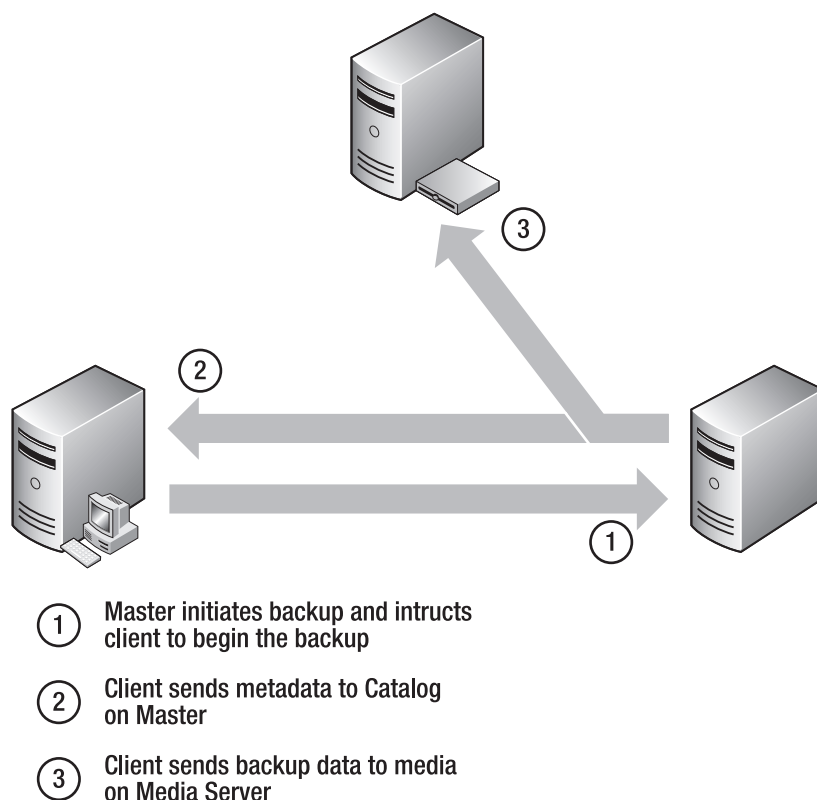 3
2
1
1 Master initiates backup and intructs
client to begin the backup
2 Client sends metadata to Catalog
on Master
3 Client sends backup data to media
on Media Server